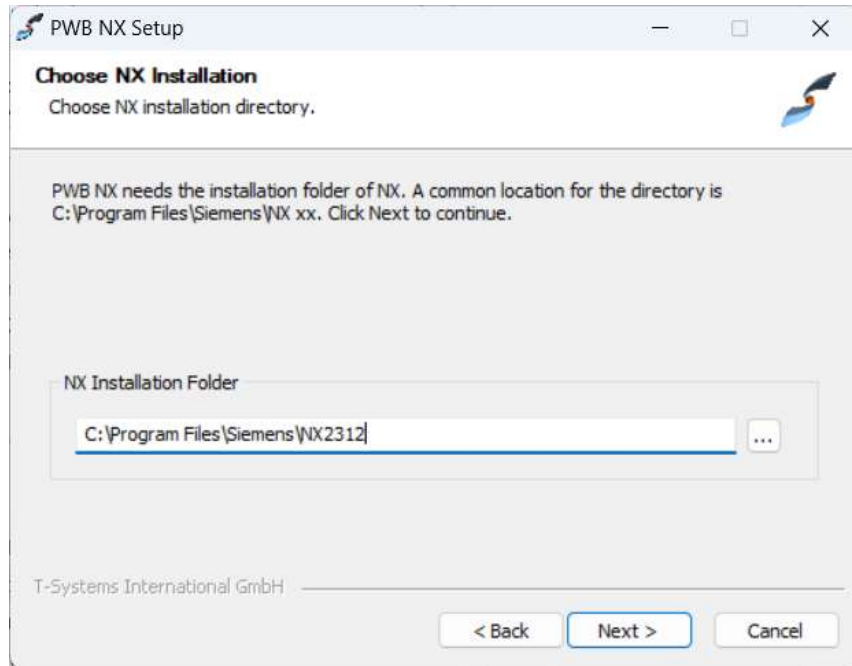 PWB NX Setup
Choose NX Installation
Choose NX installation directory.
PWB NX needs the installation folder of NX. A common location for the directory is
C:\Program Files\Siemens\NX xx. Click Next to continue.
NX Installation Folder
C:\Program Files\Siemens\NX2312
...
T-Systems International GmbH
< Back
Next >
Cancel